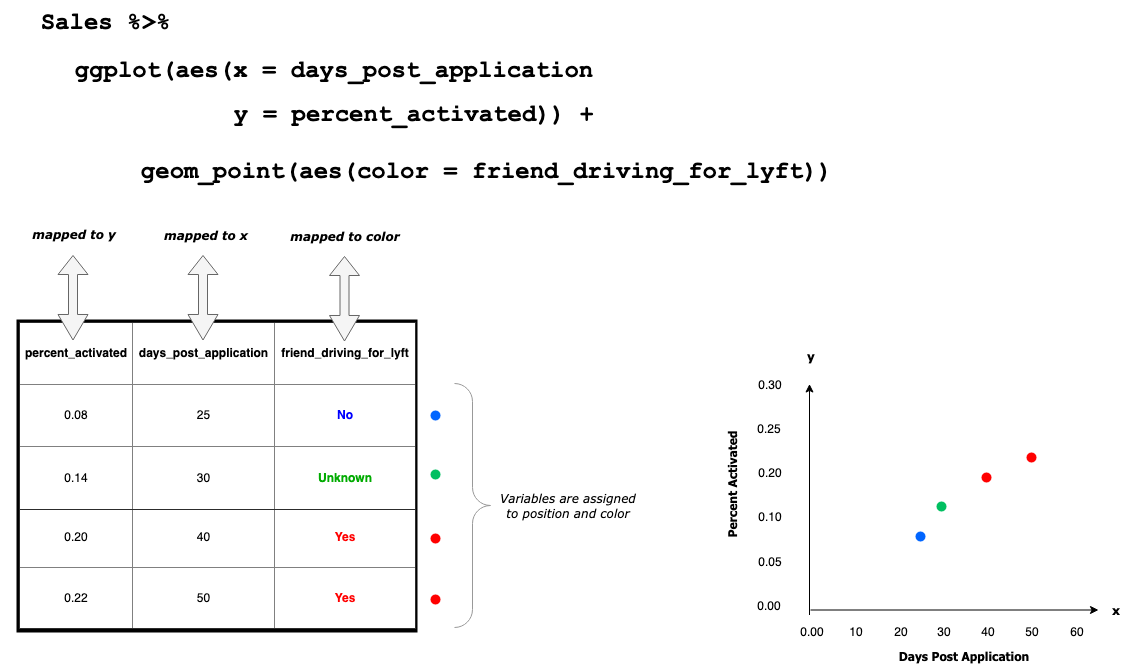 Sales %>%
ggplot(aes(x = days_post_application
y = percent_activated)) +
geom_point(aes(color = friend_driving_for_lyft))
mapped to y mapped to x mapped to color
percent_activated days_post_application friend_driving_for_lyft
0.08 25 No
0.14 30 Unknown
0.20 40 Yes
0.22 50 Yes
Variables are assigned
to position and color
y
0.30
0.25
0.20
0.10
0.05
0.00
Percent Activated
x
0.00 10 20 30 40 50 60
Days Post Application